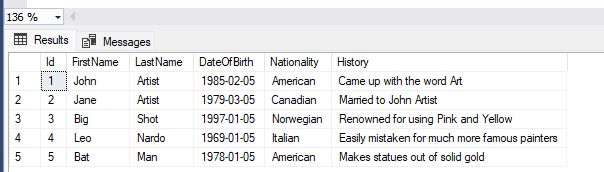 136 %
Results Messages
Id FirstName LastName DateOfBirth Nationality History
1 1 John Artist 1985-02-05 American Came up with the word Art
2 2 Jane Artist 1979-03-05 Canadian Married to John Artist
3 3 Big Shot 1997-01-05 Norwegian Renowned for using Pink and Yellow
4 4 Leo Nardo 1969-01-05 Italian Easily mistaken for much more famous painters
5 5 Bat Man 1978-01-05 American Makes statues out of solid gold